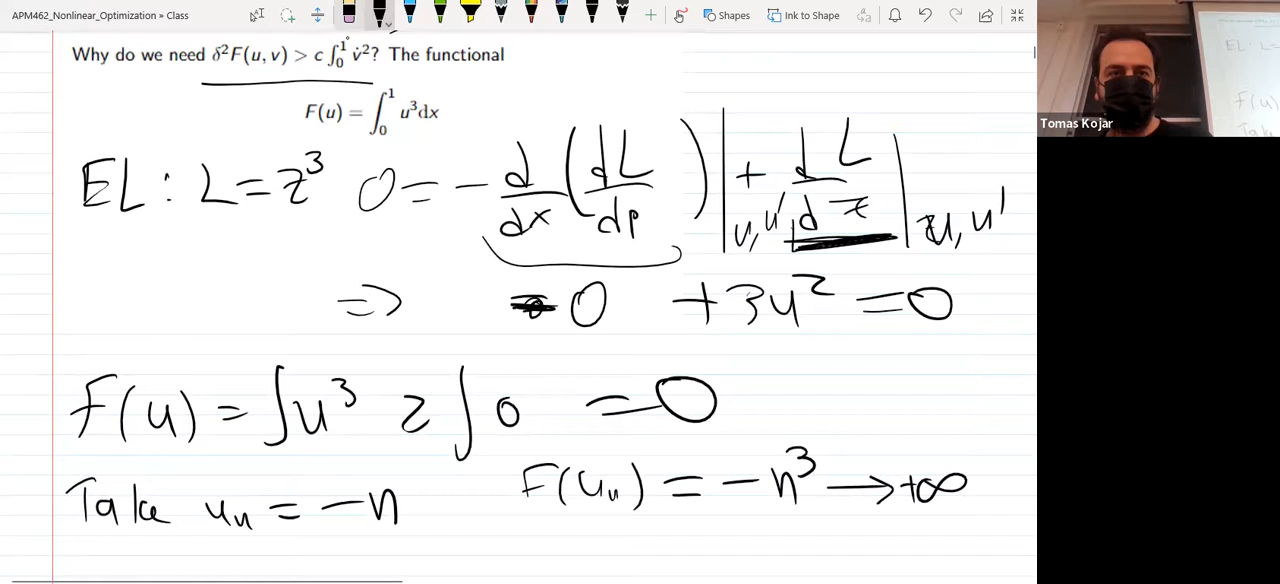 APM462_Nonlinear_Optimization » Class
Shapes
Ink to Shape
Why do we need δ²F(u, v) > c ∫₀¹ v̇²? The functional
F(u) = ∫₀¹ u³dx
EL : L = z³ 0 = - d/dx (dL/dp)|u,u' + dL/dz|u,u'
⇒ 0 + 3u² = 0
F(u) = ∫u³ ≥ ∫0 = 0
Take uₙ = -n F(uₙ) = -n³ → +∞
Tomas Kojar
EL : L =
F(u)